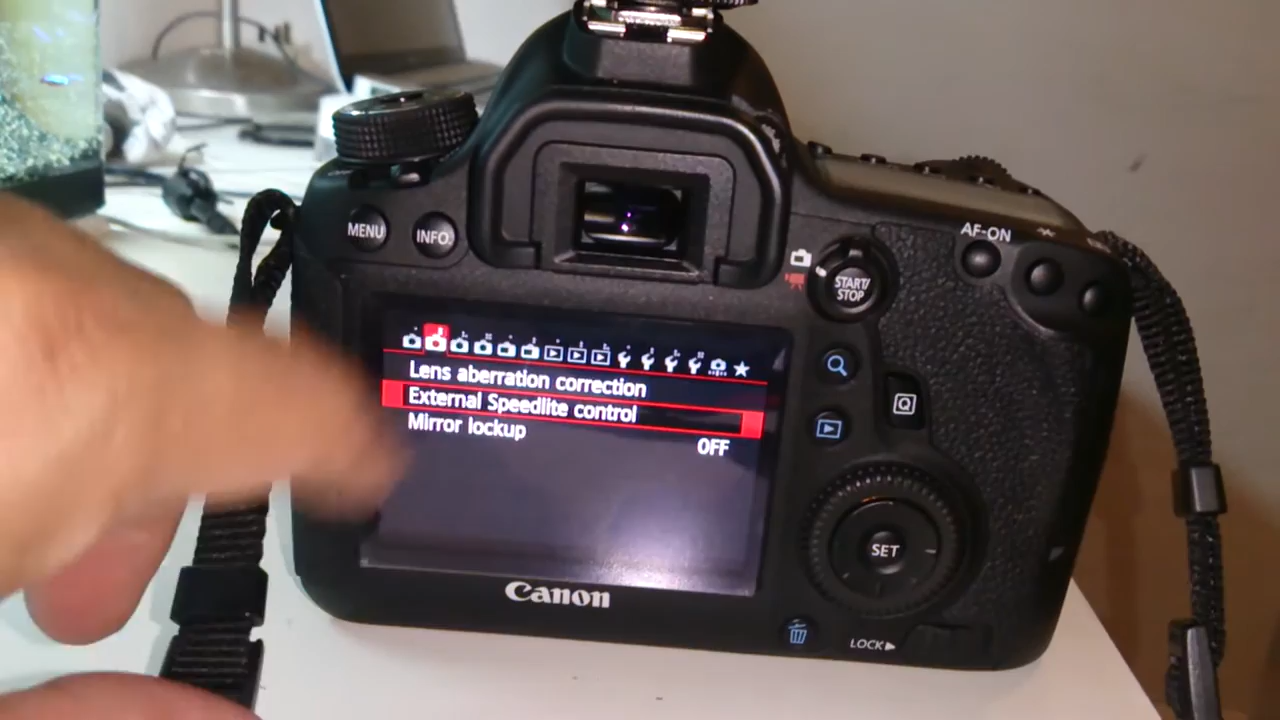 MENU
INFO.
AF-ON
START/
STOP
Lens aberration correction
External Speedlite control
Mirror lockup
OFF
Q
SET
Canon
LOCK